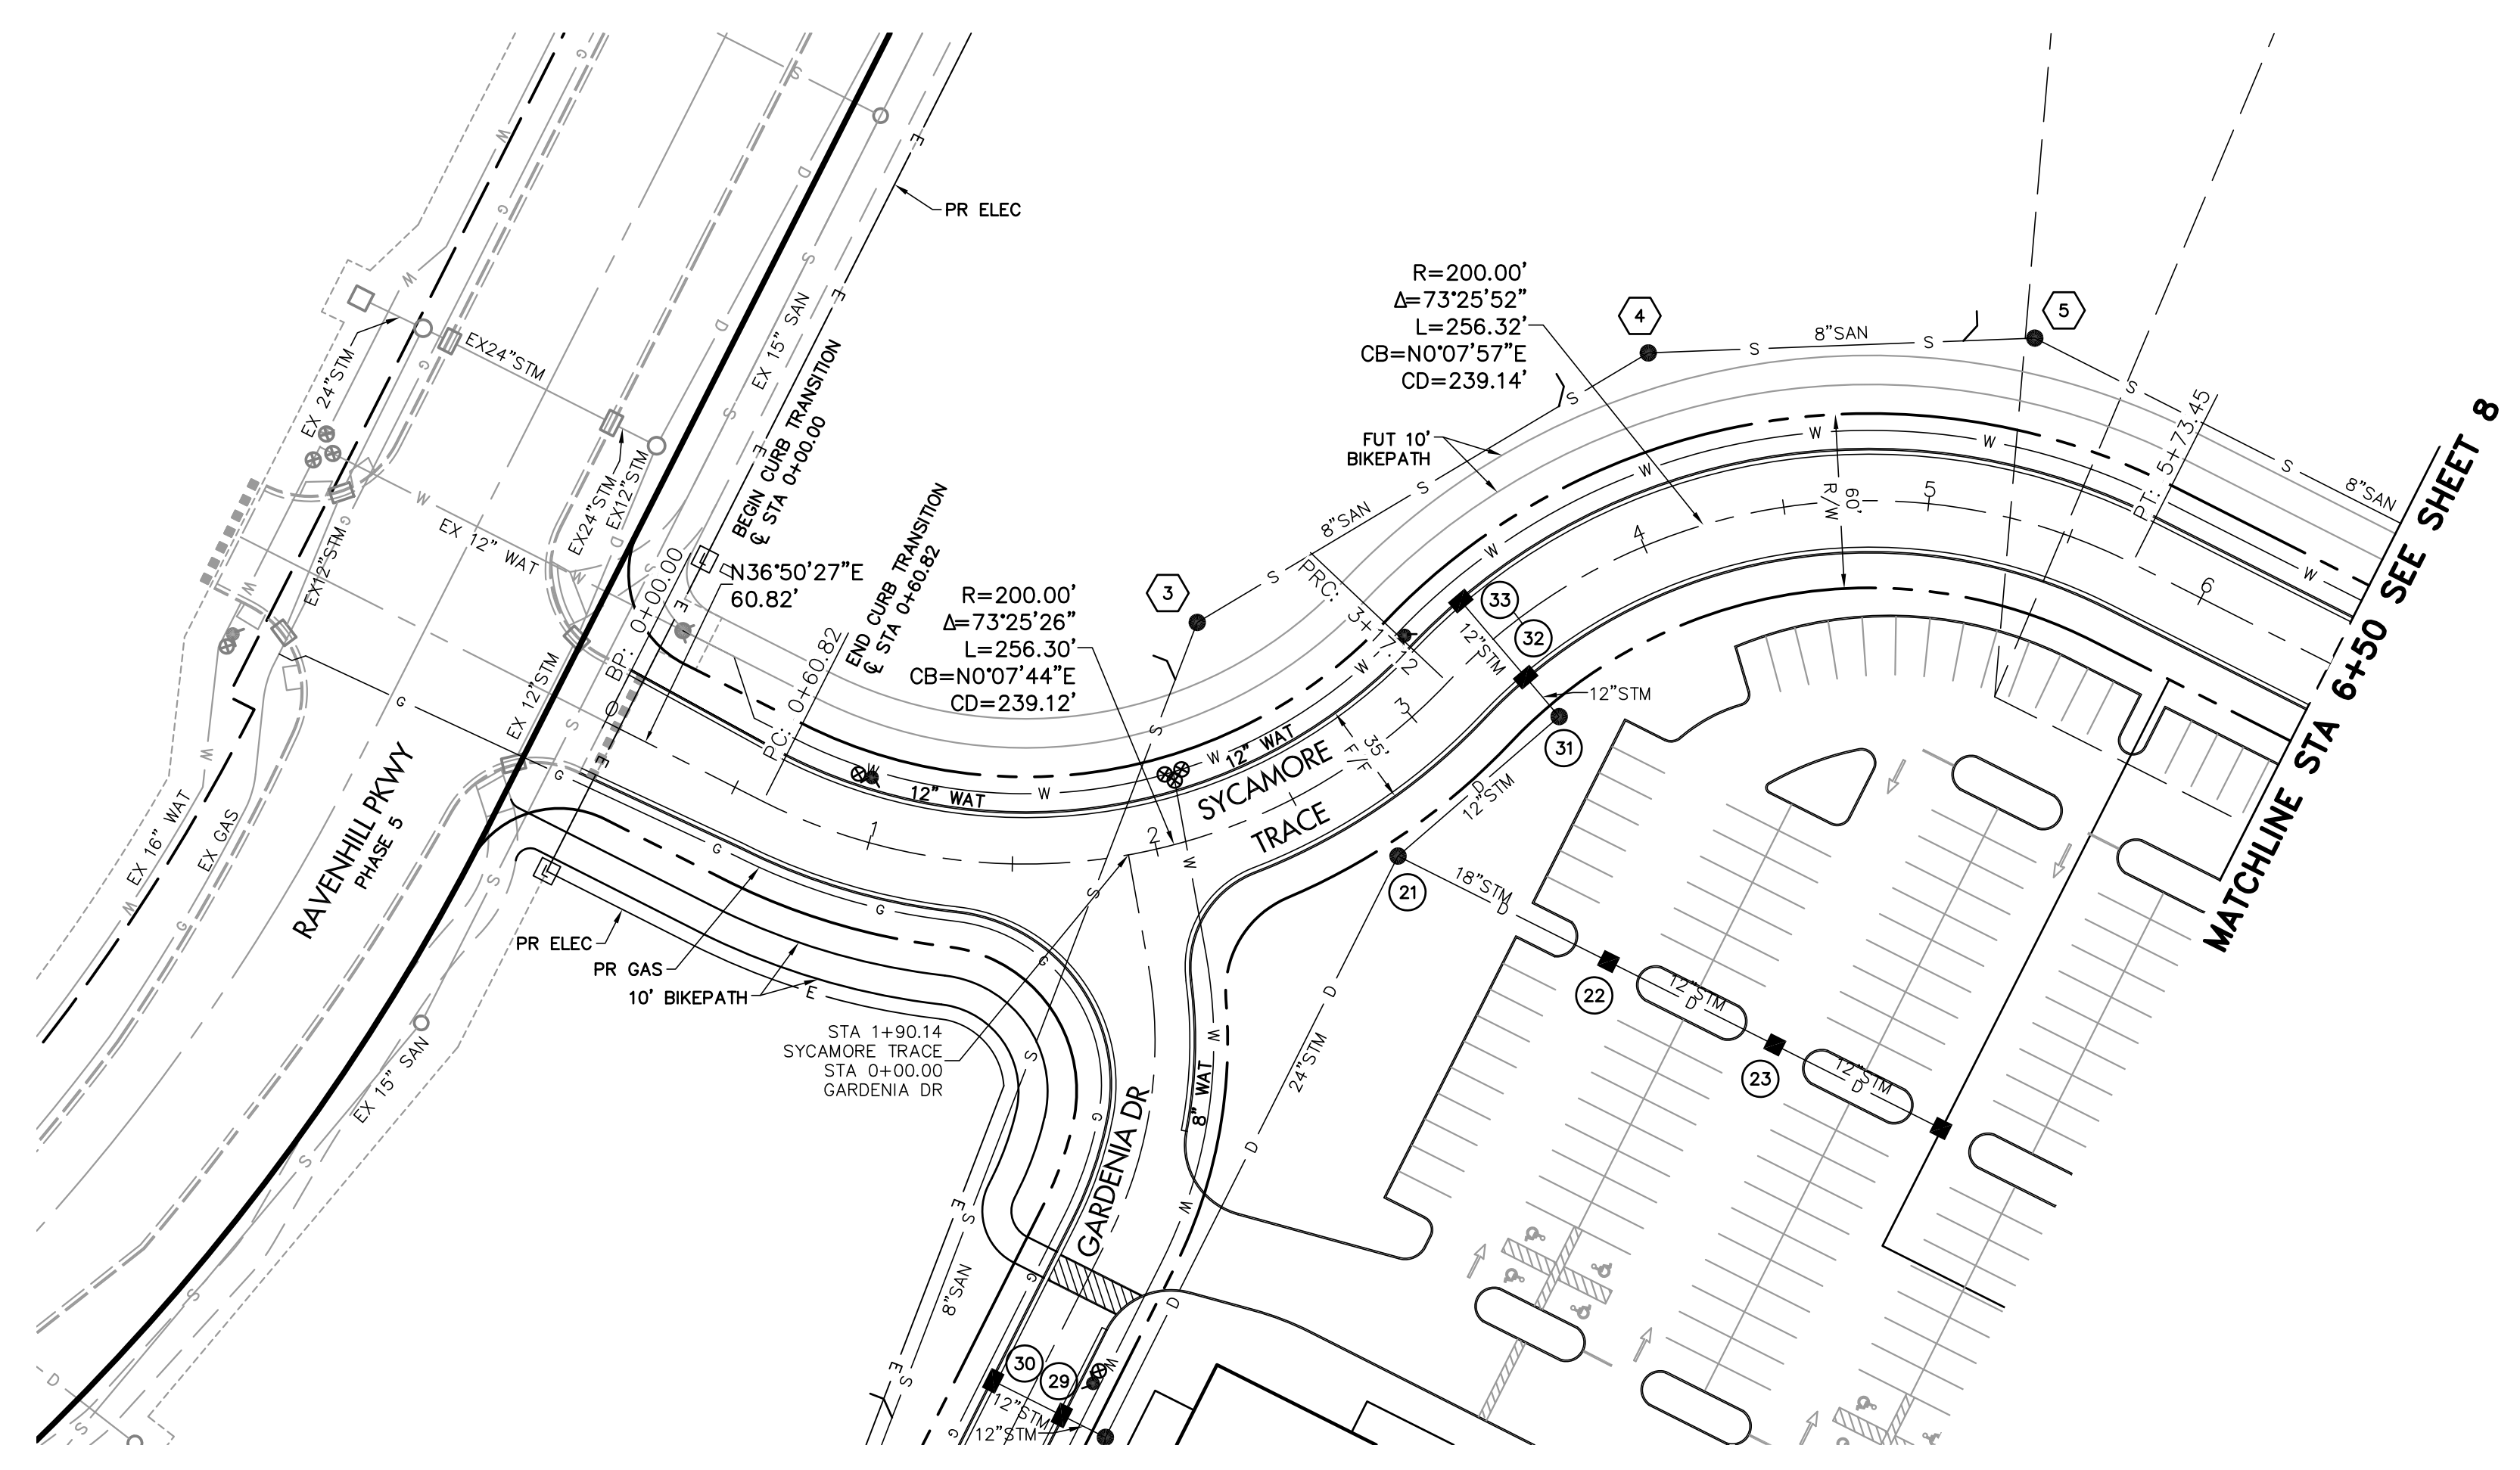 PR ELEC
EX 24"STM
EX24"STM
EX24"STM
EX12"STM
EX 15" SAN
BEGIN CURB TRANSITION
℄ STA 0+00.00
EX 12" WAT
EX12"STM
BP: 0+00.00
0
N36°50'27"E
60.82'
END CURB TRANSITION
℄ STA 0+60.82
PC: 0+60.82
EX 12"STM
R=200.00'
Δ=73°25'26"
L=256.30'
CB=N0°07'44"E
CD=239.12'
R=200.00'
Δ=73°25'52"
L=256.32'
CB=N0°07'57"E
CD=239.14'
3
4
5
8"SAN
8"SAN
8"SAN
FUT 10'
BIKEPATH
PRC: 3+17.12
PT: 5+73.45
60'
R/W
1
2
3
4
5
6
33
32
12"STM
12"STM
31
12"STM
12" WAT
12" WAT
SYCAMORE
TRACE
35'
F/F
MATCHLINE STA 6+50 SEE SHEET 8
RAVENHILL PKWY
PHASE 5
EX 16" WAT
EX GAS
EX 15" SAN
PR ELEC
PR GAS
10' BIKEPATH
STA 1+90.14
SYCAMORE TRACE
STA 0+00.00
GARDENIA DR
GARDENIA DR
8" WAT
24"STM
21
18"STM
22
12"STM
23
12"STM
8"SAN
30
29
12"STM
12"STM
W
G
S
D
E